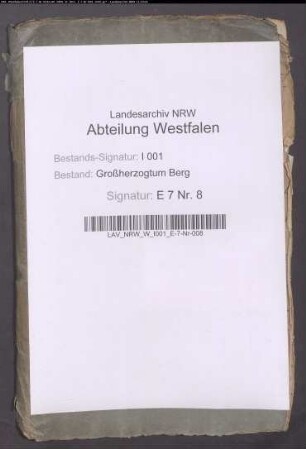 Landesarchiv NRW
Abteilung Westfalen
Bestands-Signatur: I 001
Bestand: Großherzogtum Berg
Signatur: E 7 Nr. 8
LAV_NRW_W_I001_E-7-Nr-008